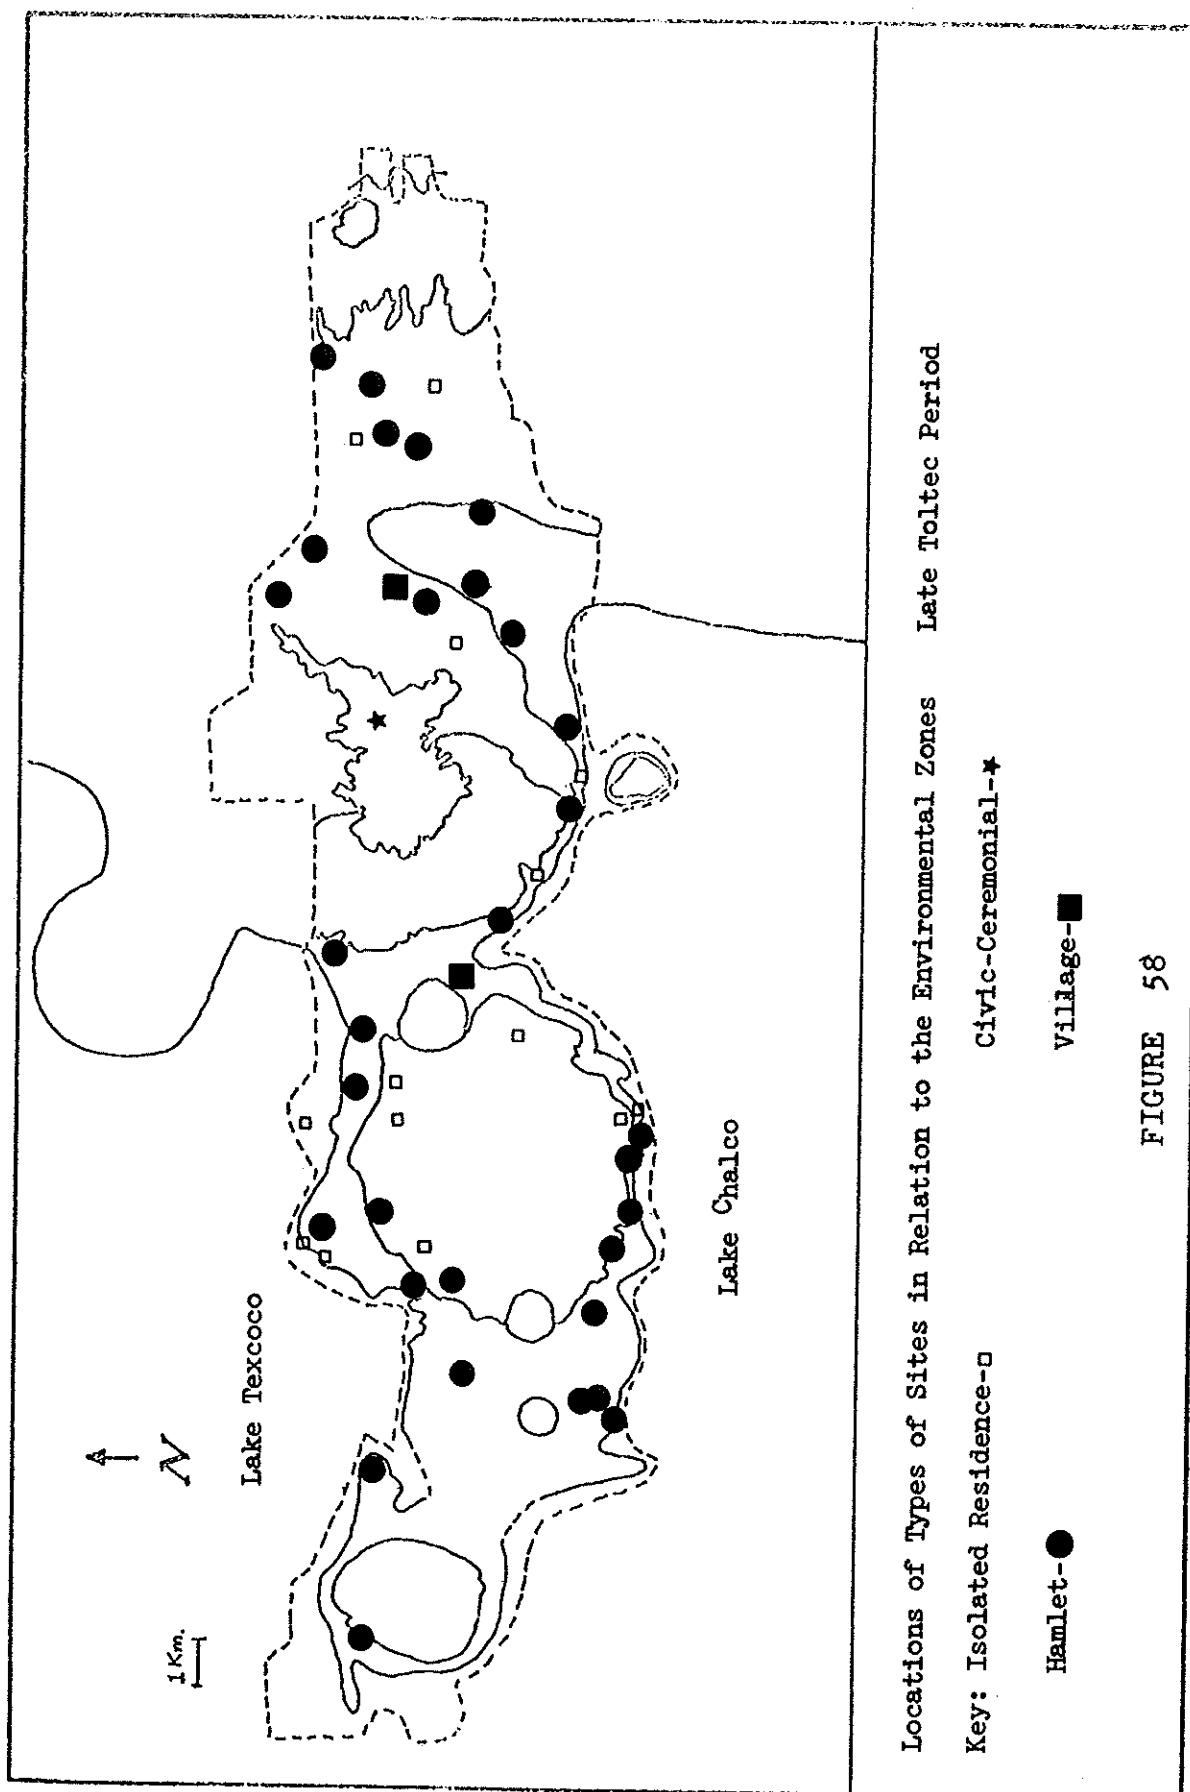 1 Km.
N
Lake Texcoco
Lake Chalco
Locations of Types of Sites in Relation to the Environmental Zones Late Toltec Period
Key: Isolated Residence-□ Civic-Ceremonial-★
Hamlet-● Village-■
FIGURE 58